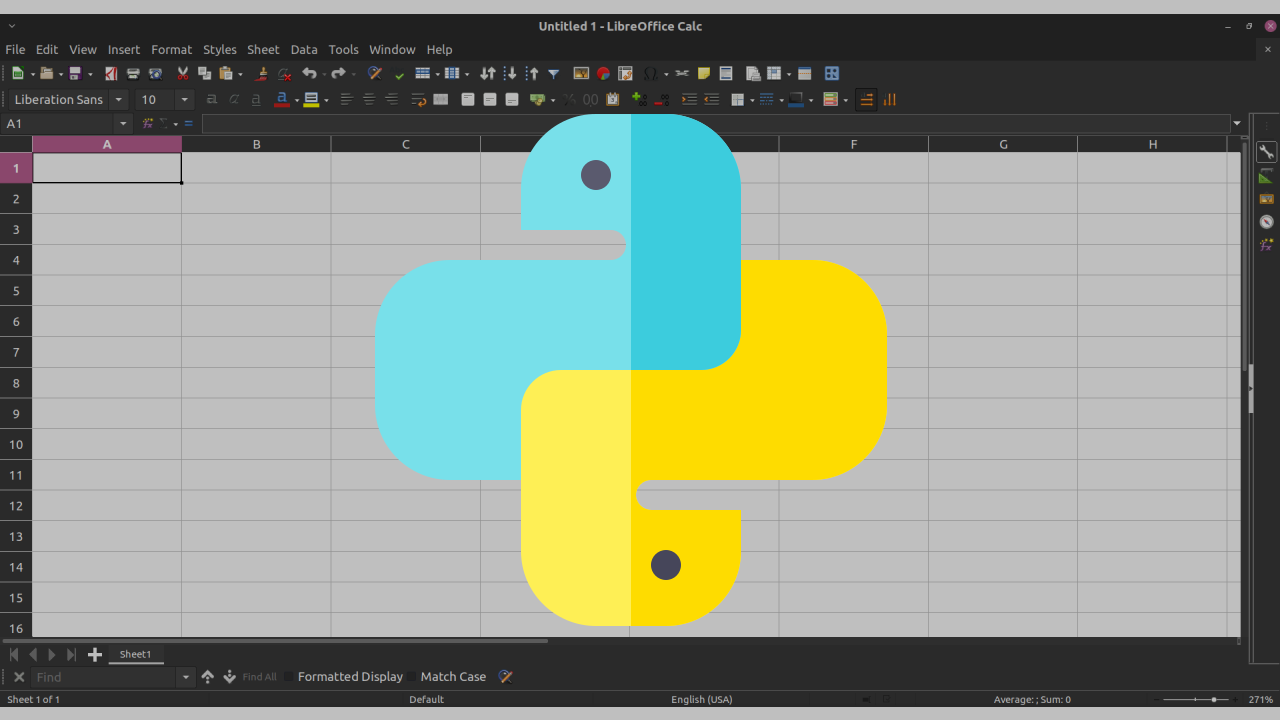 Untitled 1 - LibreOffice Calc
File Edit View Insert Format Styles Sheet Data Tools Window Help
Liberation Sans 10
A1
A B C F G H
1
2
3
4
5
6
7
8
9
10
11
12
13
14
15
16
Sheet1
Find Find All Formatted Display Match Case
Sheet 1 of 1 Default English (USA) Average: ; Sum: 0 271%